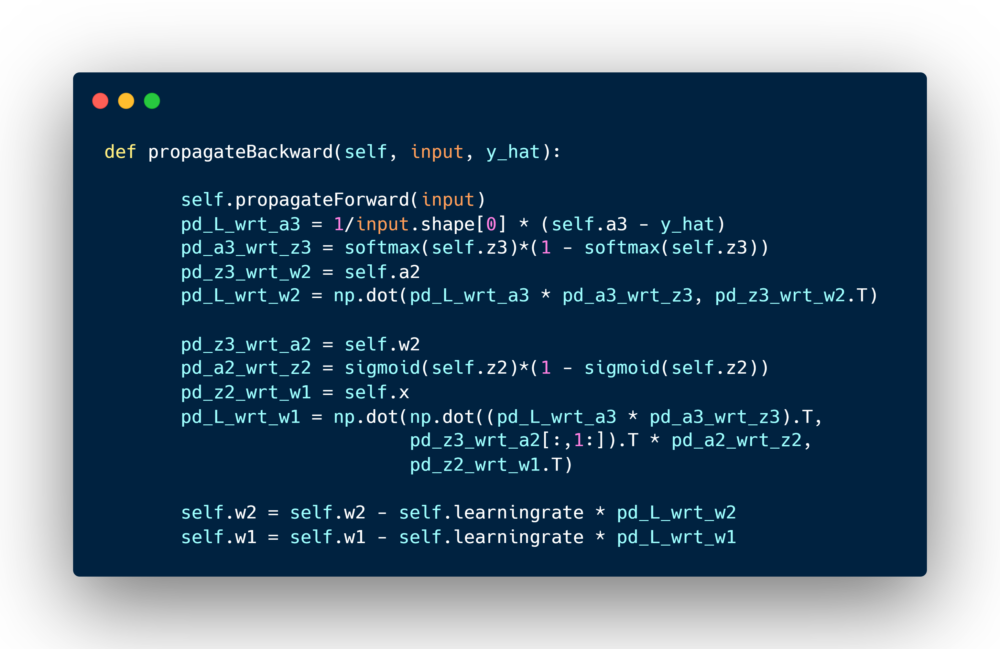 def propagateBackward(self, input, y_hat):
self.propagateForward(input)
pd_L_wrt_a3 = 1/input.shape[0] * (self.a3 - y_hat)
pd_a3_wrt_z3 = softmax(self.z3)*(1 - softmax(self.z3))
pd_z3_wrt_w2 = self.a2
pd_L_wrt_w2 = np.dot(pd_L_wrt_a3 * pd_a3_wrt_z3, pd_z3_wrt_w2.T)
pd_z3_wrt_a2 = self.w2
pd_a2_wrt_z2 = sigmoid(self.z2)*(1 - sigmoid(self.z2))
pd_z2_wrt_w1 = self.x
pd_L_wrt_w1 = np.dot(np.dot((pd_L_wrt_a3 * pd_a3_wrt_z3).T,
pd_z3_wrt_a2[:,1:]).T * pd_a2_wrt_z2,
pd_z2_wrt_w1.T)
self.w2 = self.w2 - self.learningrate * pd_L_wrt_w2
self.w1 = self.w1 - self.learningrate * pd_L_wrt_w1